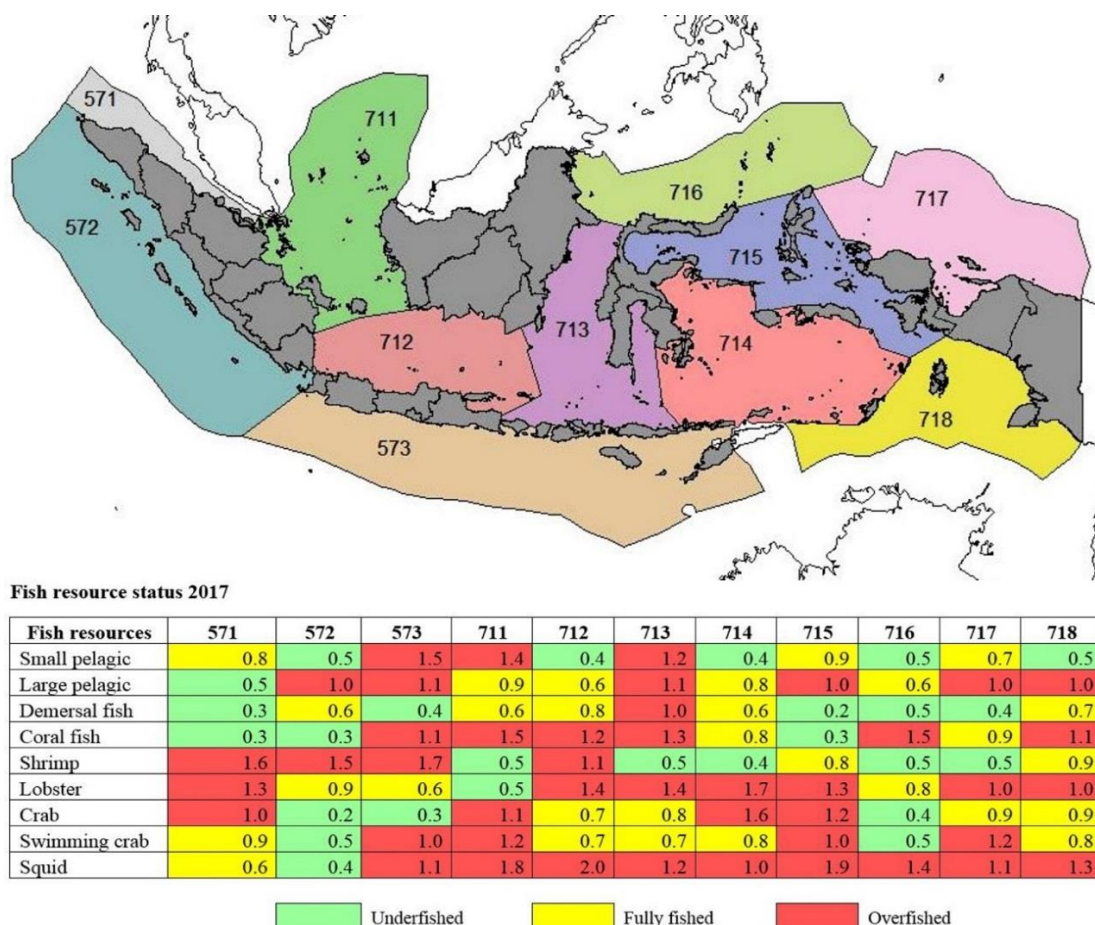 571
711
572
716
717
715
712
713
714
573
718
Fish resource status 2017
Fish resources 571 572 573 711 712 713 714 715 716 717 718
Small pelagic 0.8 0.5 1.5 1.4 0.4 1.2 0.4 0.9 0.5 0.7 0.5
Large pelagic 0.5 1.0 1.1 0.9 0.6 1.1 0.8 1.0 0.6 1.0 1.0
Demersal fish 0.3 0.6 0.4 0.6 0.8 1.0 0.6 0.2 0.5 0.4 0.7
Coral fish 0.3 0.3 1.1 1.5 1.2 1.3 0.8 0.3 1.5 0.9 1.1
Shrimp 1.6 1.5 1.7 0.5 1.1 0.5 0.4 0.8 0.5 0.5 0.9
Lobster 1.3 0.9 0.6 0.5 1.4 1.4 1.7 1.3 0.8 1.0 1.0
Crab 1.0 0.2 0.3 1.1 0.7 0.8 1.6 1.2 0.4 0.9 0.9
Swimming crab 0.9 0.5 1.0 1.2 0.7 0.7 0.8 1.0 0.5 1.2 0.8
Squid 0.6 0.4 1.1 1.8 2.0 1.2 1.0 1.9 1.4 1.1 1.3
Underfished Fully fished Overfished